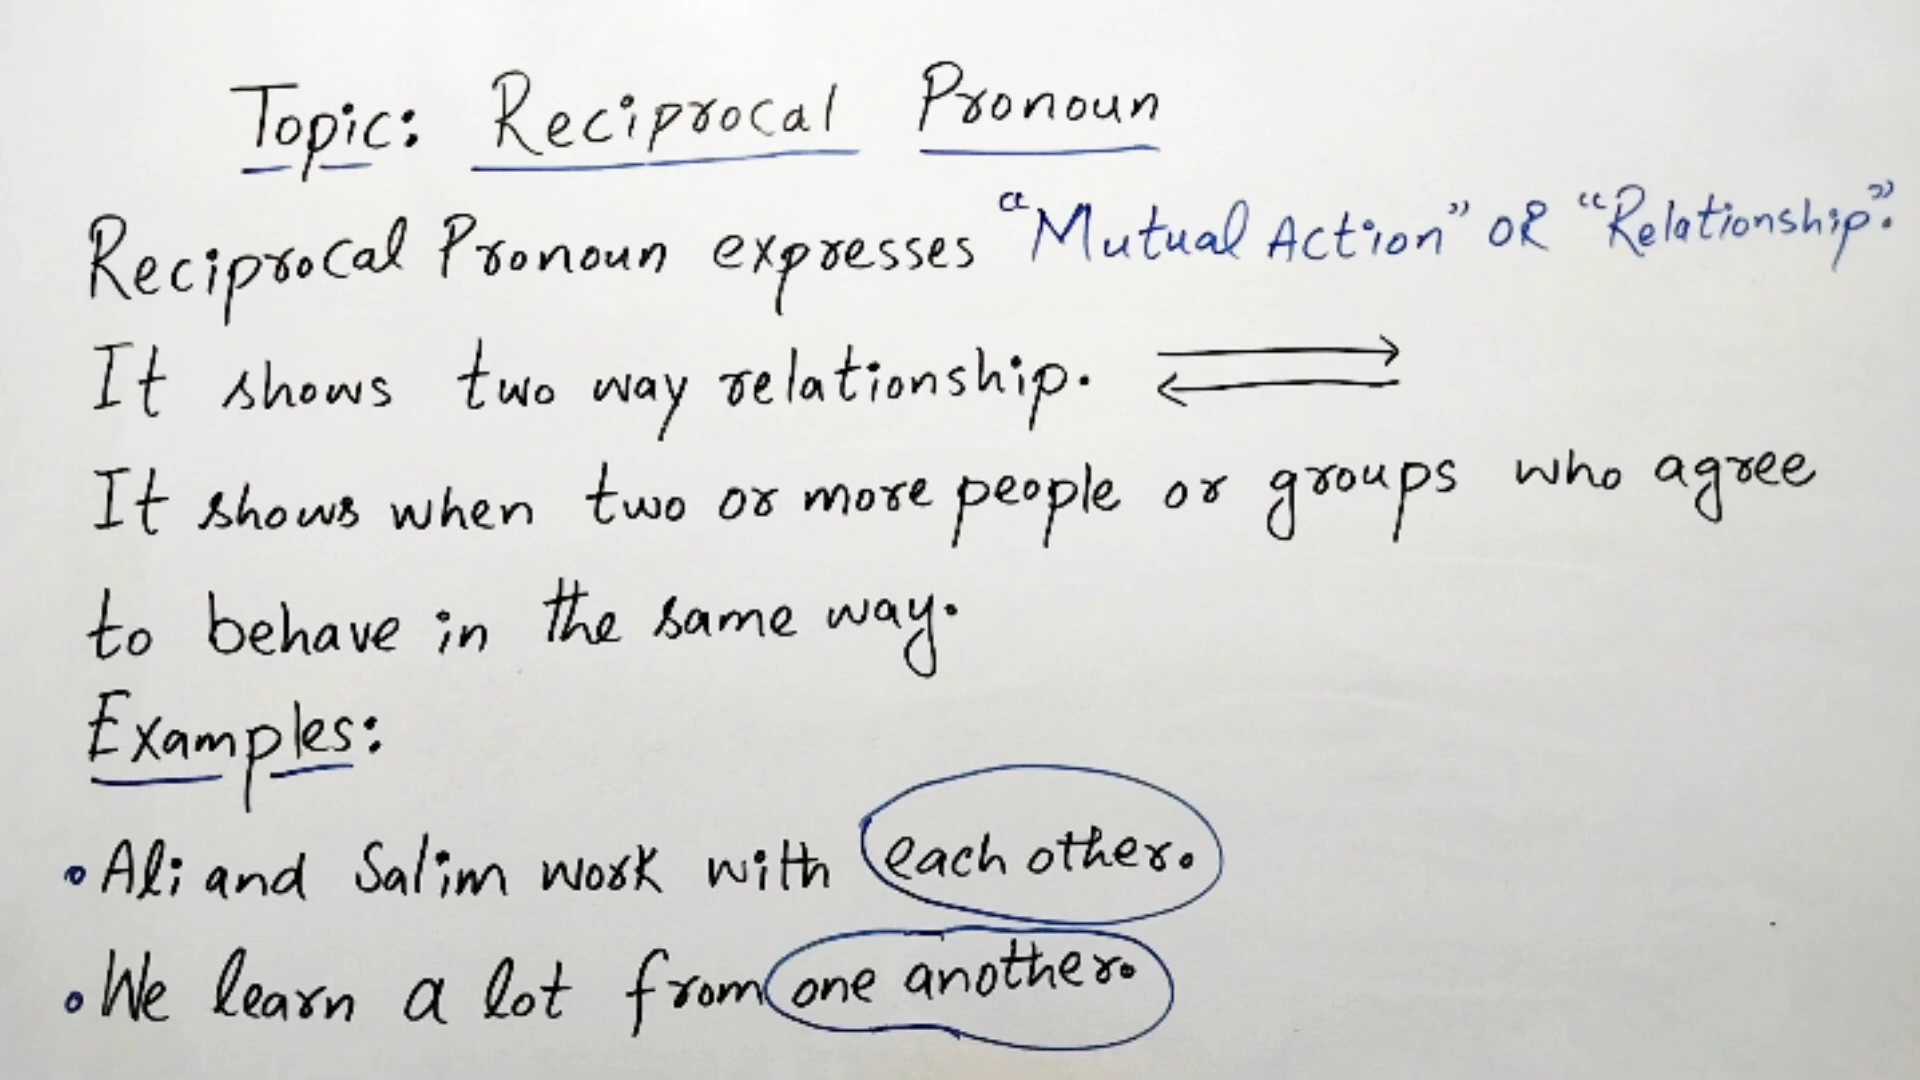 Topic: Reciprocal Pronoun
Reciprocal Pronoun expresses "Mutual Action" OR "Relationship".
It shows two way relationship.
It shows when two or more people or groups who agree
to behave in the same way.
Examples:
• Ali and Salim work with each other.
• We learn a lot from one another.